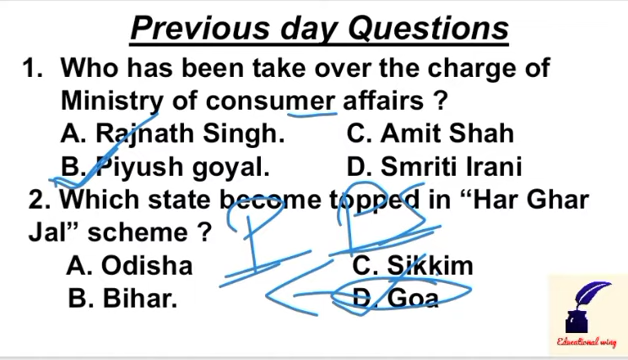 Previous day Questions
1. Who has been take over the charge of
Ministry of consumer affairs ?
A. Rajnath Singh. C. Amit Shah
B. Piyush goyal. D. Smriti Irani
2. Which state become topped in “Har Ghar
Jal” scheme ?
P PS
A. Odisha C. Sikkim
B. Bihar. D. Goa
Educational wing